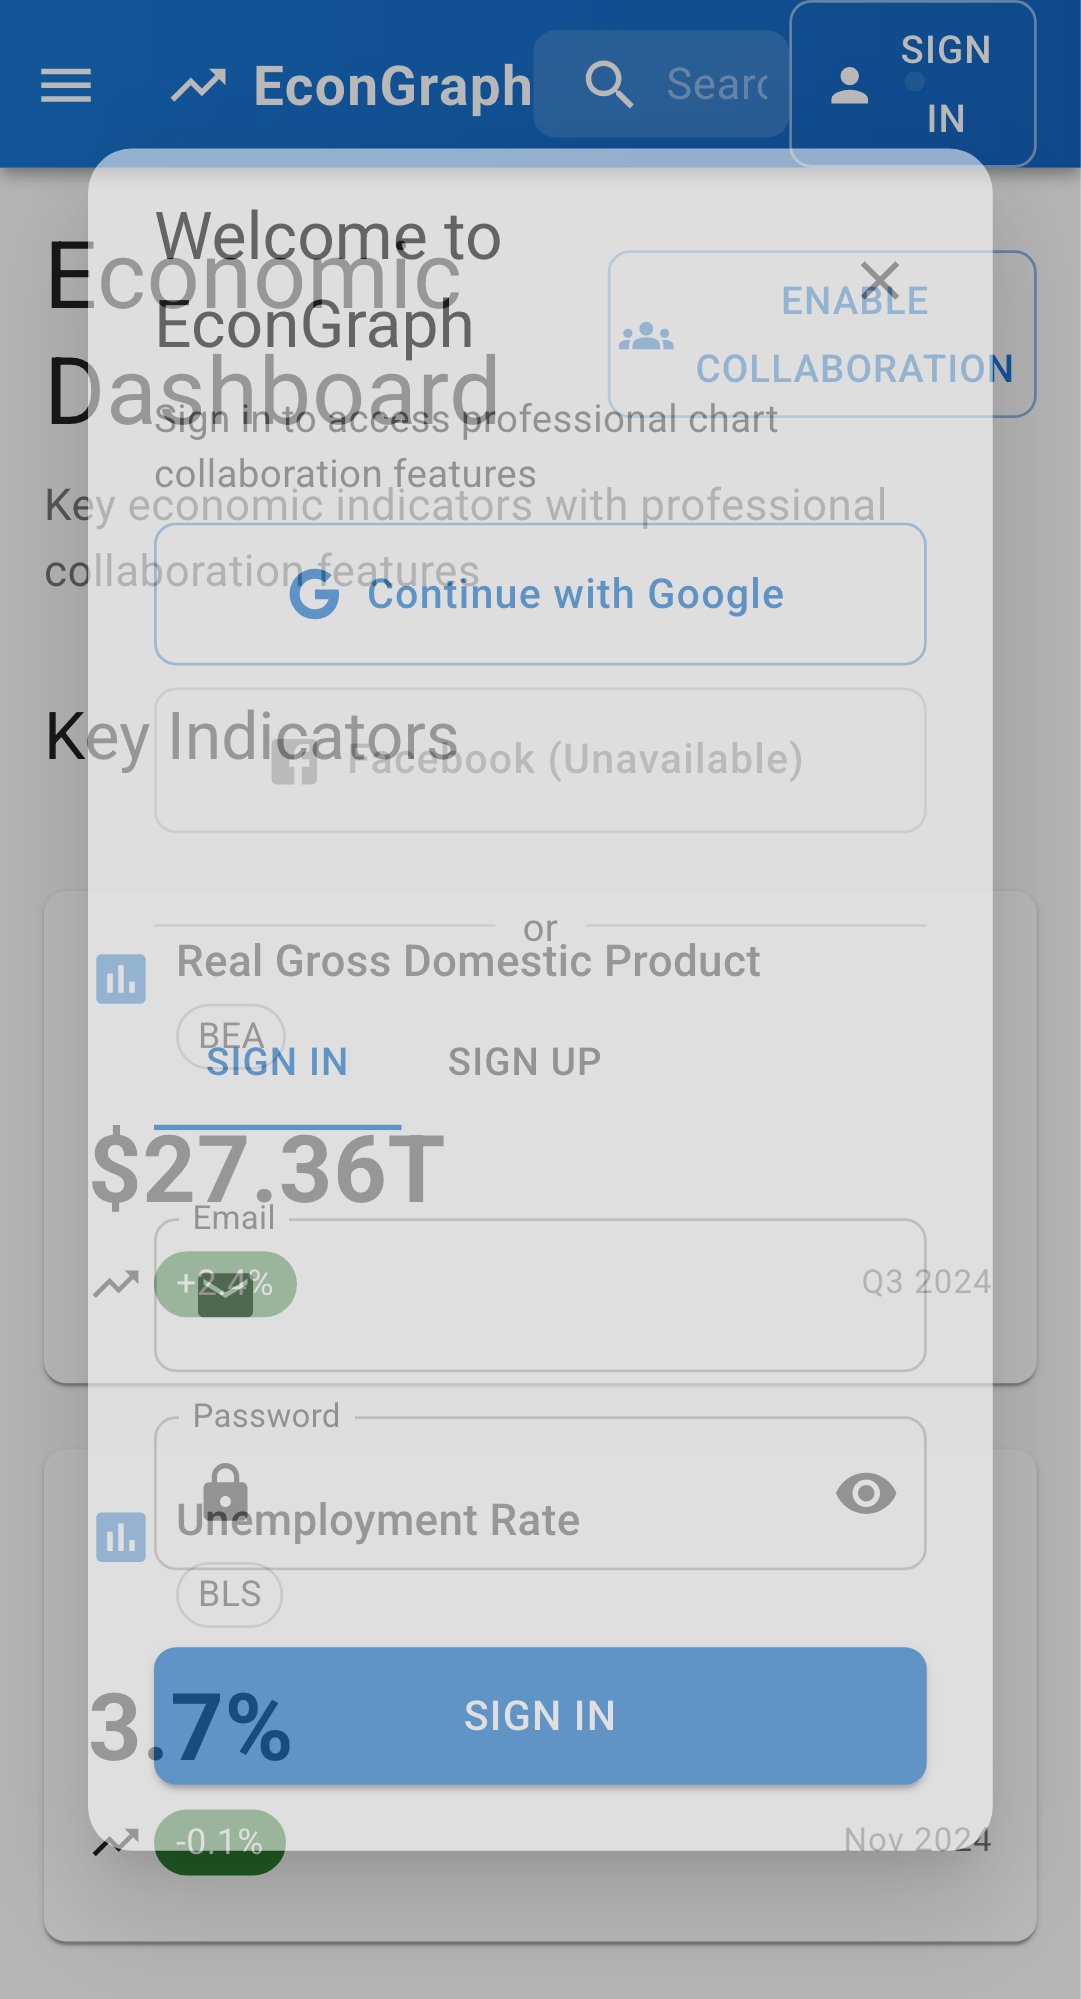 EconGraph
Searc
SIGN
IN
Welcome to
EconGraph
Sign in to access professional chart
collaboration features
Continue with Google
Facebook (Unavailable)
or
SIGN IN
SIGN UP
Email
Password
SIGN IN
Economic
Dashboard
ENABLE
COLLABORATION
Key economic indicators with professional
collaboration features
Key Indicators
Real Gross Domestic Product
BEA
$27.36T
+2.4%
Q3 2024
Unemployment Rate
BLS
3.7%
-0.1%
Nov 2024